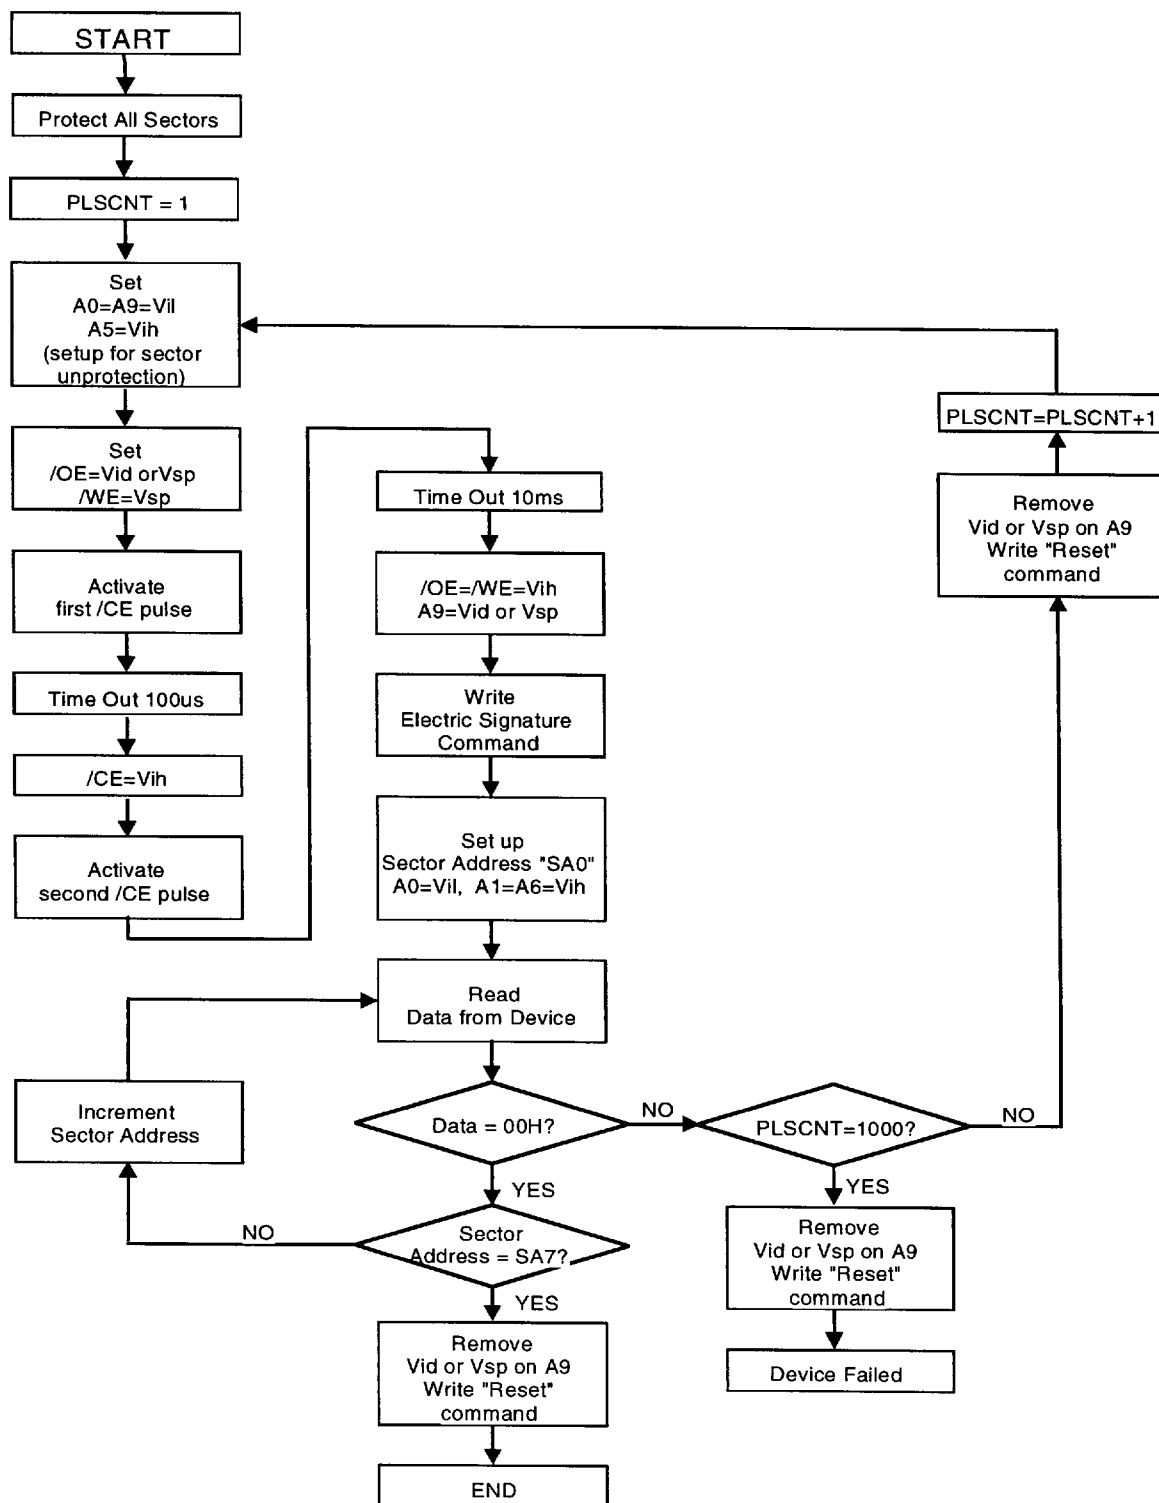 START
Protect All Sectors
PLSCNT = 1
Set
A0=A9=Vil
A5=Vih
(setup for sector
unprotection)
Set
/OE=Vid orVsp
/WE=Vsp
Activate
first /CE pulse
Time Out 100us
/CE=Vih
Activate
second /CE pulse
Time Out 10ms
/OE=/WE=Vih
A9=Vid or Vsp
Write
Electric Signature
Command
Set up
Sector Address "SA0"
A0=Vil, A1=A6=Vih
Read
Data from Device
Increment
Sector Address
Data = 00H?
NO
YES
Sector
Address = SA7?
NO
YES
Remove
Vid or Vsp on A9
Write "Reset"
command
END
PLSCNT=1000?
NO
YES
Remove
Vid or Vsp on A9
Write "Reset"
command
Device Failed
PLSCNT=PLSCNT+1
Remove
Vid or Vsp on A9
Write "Reset"
command